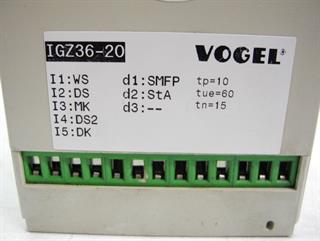 IGZ36-20 VOGEL®
I1:WS d1:SMFP tp=10
I2:DS d2:StA tue=60
I3:MK d3:-- tn=15
I4:DS2
I5:DK